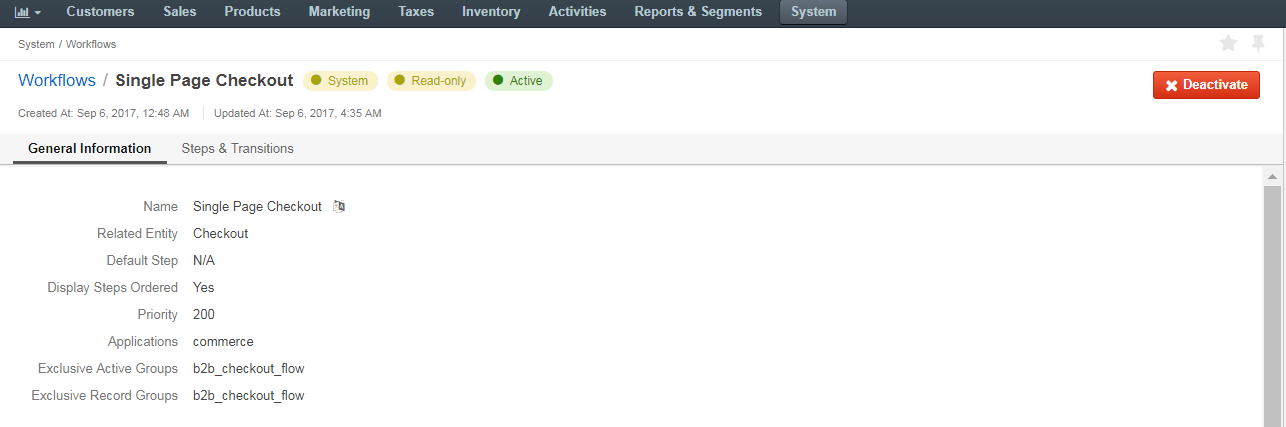 Customers Sales Products Marketing Taxes Inventory Activities Reports & Segments System
System / Workflows
Workflows / Single Page Checkout System Read-only Active Deactivate
Created At: Sep 6, 2017, 12:48 AM Updated At: Sep 6, 2017, 4:35 AM
General Information Steps & Transitions
Name Single Page Checkout
Related Entity Checkout
Default Step N/A
Display Steps Ordered Yes
Priority 200
Applications commerce
Exclusive Active Groups b2b_checkout_flow
Exclusive Record Groups b2b_checkout_flow